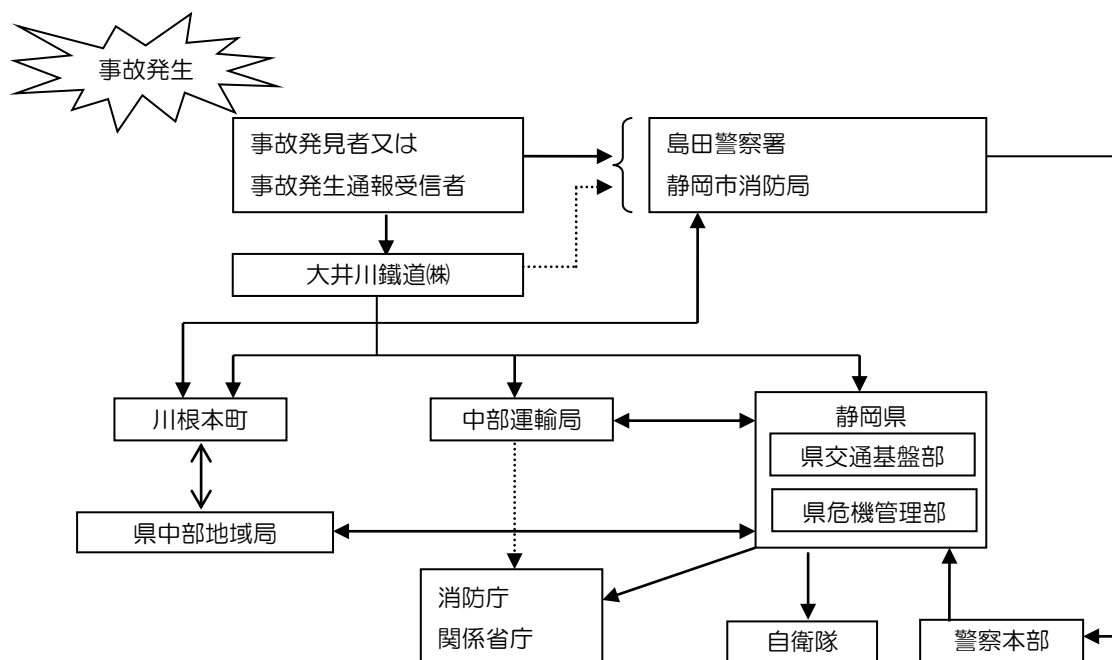 事故発生
事故発見者又は
事故発生通報受信者
島田警察署
静岡市消防局
大井川鐵道㈱
川根本町
中部運輸局
静岡県
県交通基盤部
県危機管理部
県中部地域局
消防庁
関係省庁
自衛隊
警察本部